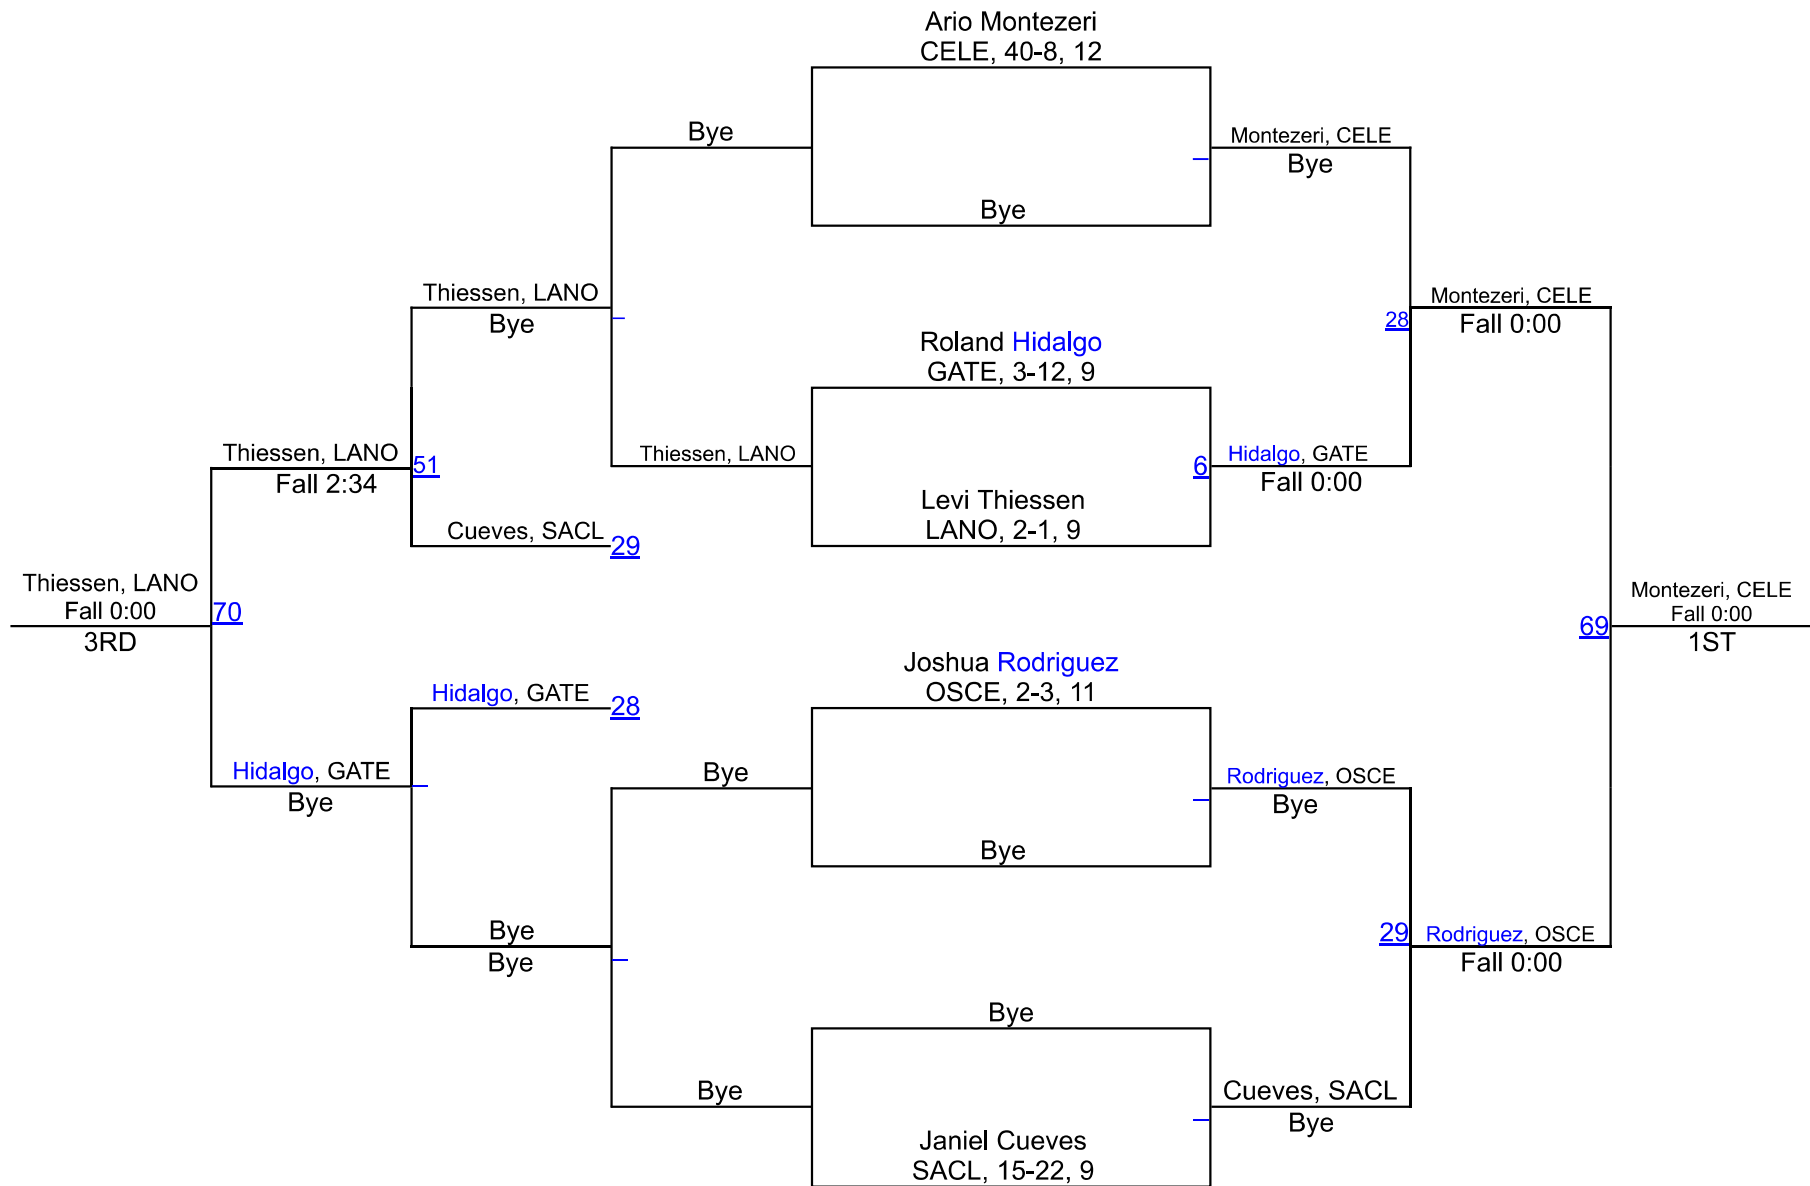 Ario Montezeri
CELE, 40-8, 12
Bye
Montezeri, CELE
Bye
Bye
Thiessen, LANO
Bye
Montezeri, CELE
28
Fall 0:00
Roland Hidalgo
GATE, 3-12, 9
Thiessen, LANO
51
Fall 2:34
Thiessen, LANO
6
Hidalgo, GATE
Fall 0:00
Levi Thiessen
LANO, 2-1, 9
Cueves, SACL
29
Thiessen, LANO
Fall 0:00
70
3RD
Montezeri, CELE
Fall 0:00
69
1ST
Joshua Rodriguez
OSCE, 2-3, 11
Hidalgo, GATE
28
Hidalgo, GATE
Bye
Bye
Rodriguez, OSCE
Bye
Bye
Bye
Bye
29
Rodriguez, OSCE
Fall 0:00
Bye
Bye
Cueves, SACL
Bye
Janiel Cueves
SACL, 15-22, 9